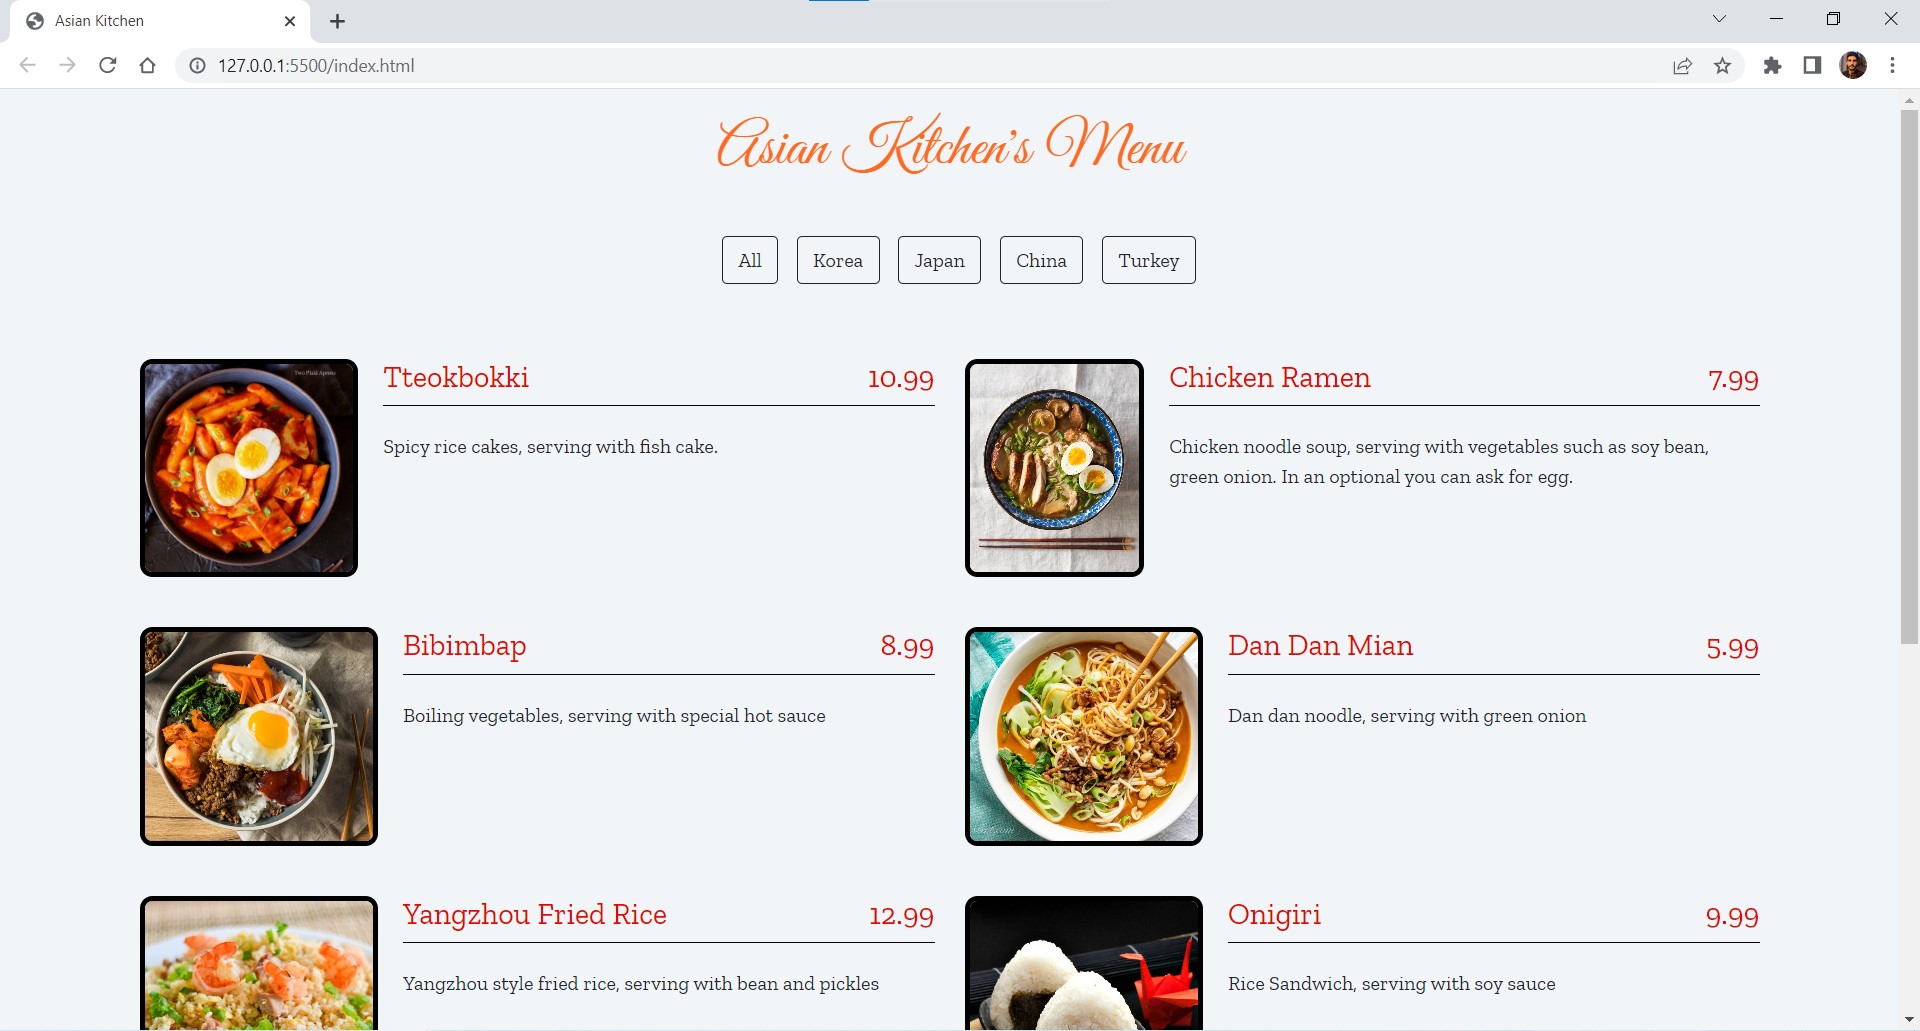 Asian Kitchen
127.0.0.1:5500/index.html
Asian Kitchen's Menu
All Korea Japan China Turkey
Two Plaid Aprons
Tteokbokki 10.99
Spicy rice cakes, serving with fish cake.
Chicken Ramen 7.99
Chicken noodle soup, serving with vegetables such as soy bean,
green onion. In an optional you can ask for egg.
Bibimbap 8.99
Boiling vegetables, serving with special hot sauce
Dan Dan Mian 5.99
Dan dan noodle, serving with green onion
Yangzhou Fried Rice 12.99
Yangzhou style fried rice, serving with bean and pickles
Onigiri 9.99
Rice Sandwich, serving with soy sauce